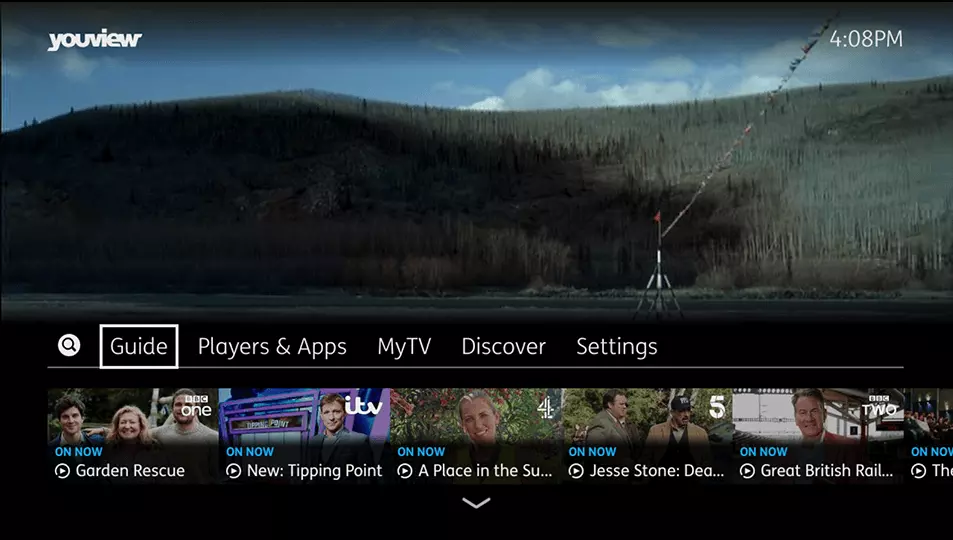 youview
4:08PM
Guide
Players & Apps
MyTV
Discover
Settings
BBC
one
ON NOW
Garden Rescue
itv
TIPPING POINT
ON NOW
New: Tipping Point
4
ON NOW
A Place in the Su...
5
ON NOW
Jesse Stone: Dea...
BBC
TWO
ON NOW
Great British Rail...
ON NOW
The